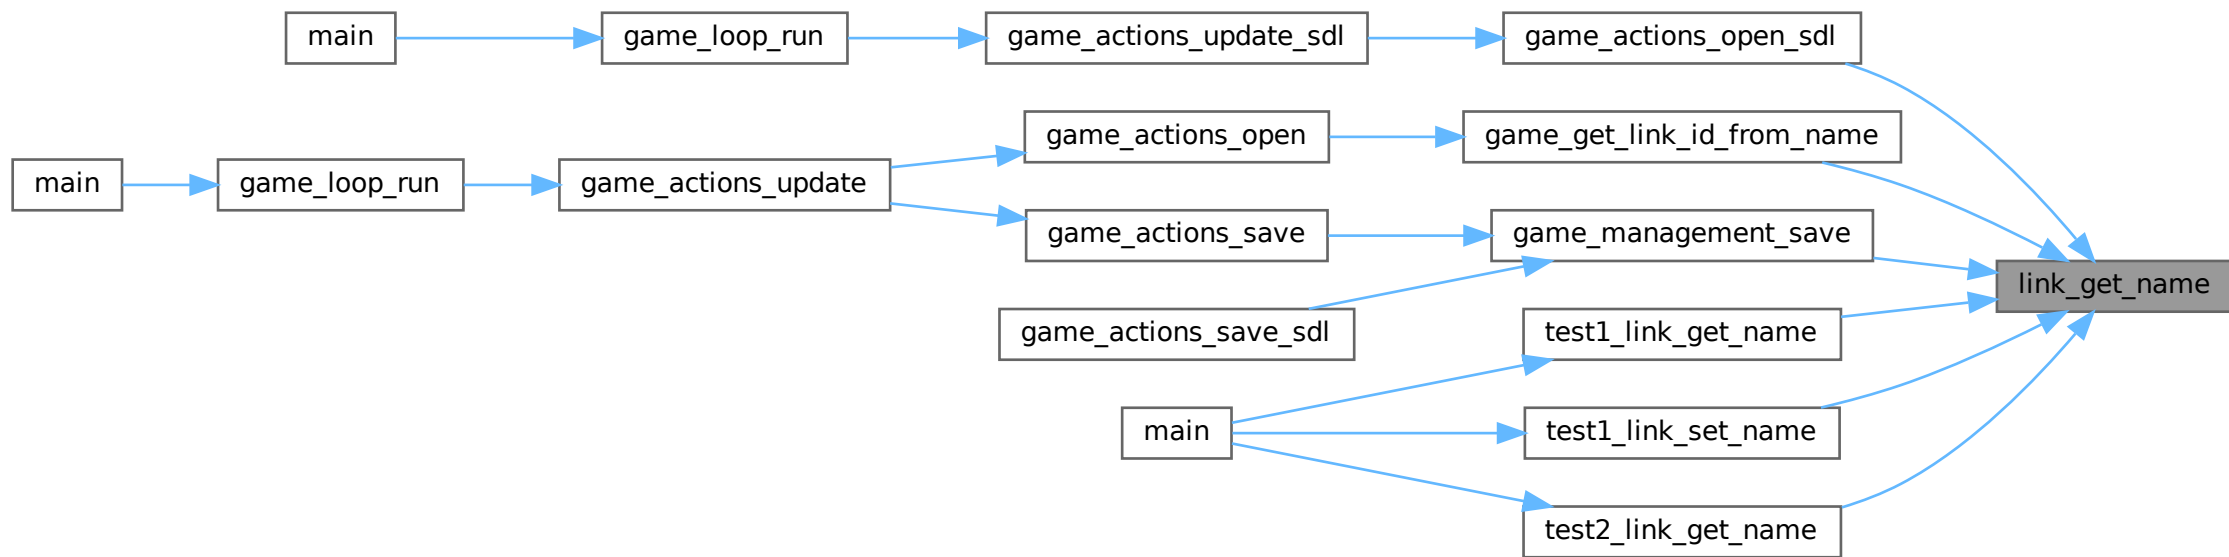 main
game_loop_run
game_actions_update_sdl
game_actions_open_sdl
game_actions_open
game_get_link_id_from_name
main
game_loop_run
game_actions_update
game_actions_save
game_management_save
link_get_name
game_actions_save_sdl
test1_link_get_name
main
test1_link_set_name
test2_link_get_name